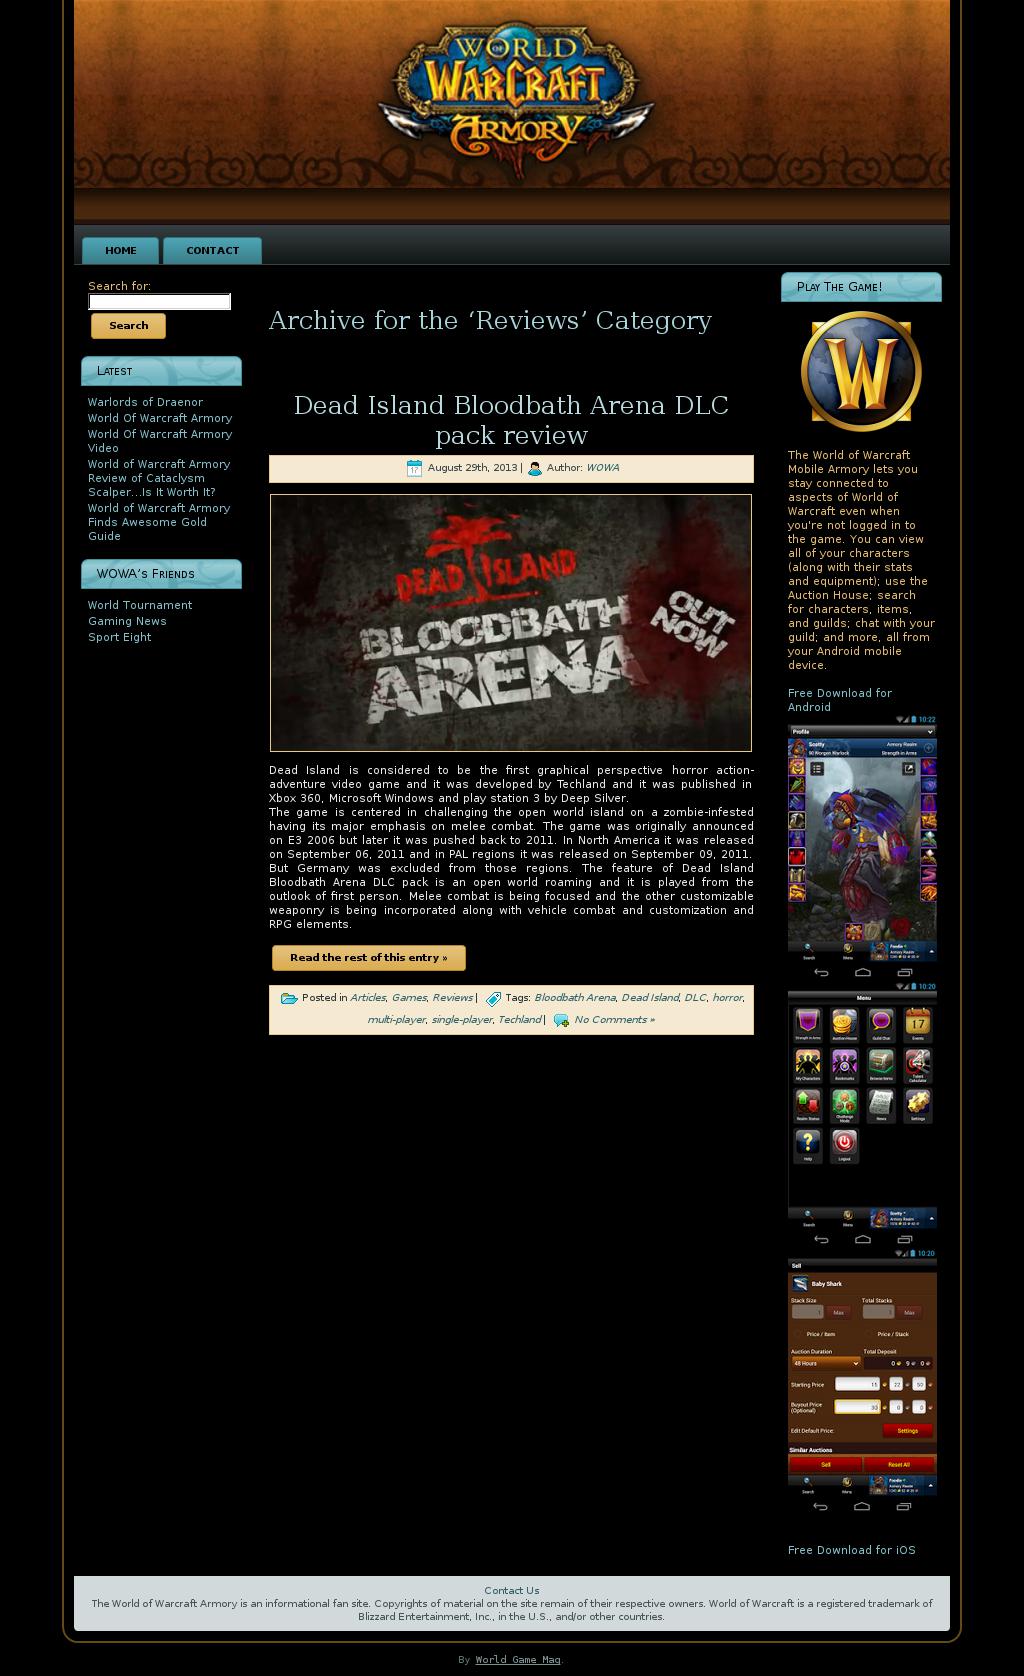 WORLD
OF
WARCRAFT
ARMORY
HOME
CONTACT
Search for:
Search
Latest
Warlords of Draenor
World Of Warcraft Armory
World Of Warcraft Armory
Video
World of Warcraft Armory
Review of Cataclysm
Scalper...Is It Worth It?
World of Warcraft Armory
Finds Awesome Gold
Guide
WOWA's Friends
World Tournament
Gaming News
Sport Eight
Archive for the ‘Reviews’ Category
Dead Island Bloodbath Arena DLC
pack review
17 August 29th, 2013 | Author: WOWA
DEAD ISLAND
BLOODBATH
ARENA
OUT
NOW
Dead Island is considered to be the first graphical perspective horror action-
adventure video game and it was developed by Techland and it was published in
Xbox 360, Microsoft Windows and play station 3 by Deep Silver.
The game is centered in challenging the open world island on a zombie-infested
having its major emphasis on melee combat. The game was originally announced
on E3 2006 but later it was pushed back to 2011. In North America it was released
on September 06, 2011 and in PAL regions it was released on September 09, 2011.
But Germany was excluded from those regions. The feature of Dead Island
Bloodbath Arena DLC pack is an open world roaming and it is played from the
outlook of first person. Melee combat is being focused and the other customizable
weaponry is being incorporated along with vehicle combat and customization and
RPG elements.
Read the rest of this entry »
Posted in Articles, Games, Reviews | Tags: Bloodbath Arena, Dead Island, DLC, horror,
multi-player, single-player, Techland | No Comments »
Play The Game!
W
The World of Warcraft
Mobile Armory lets you
stay connected to
aspects of World of
Warcraft even when
you're not logged in to
the game. You can view
all of your characters
(along with their stats
and equipment); use the
Auction House; search
for characters, items,
and guilds; chat with your
guild; and more, all from
your Android mobile
device.
Free Download for
Android
10:22
Profile
Scotty Armory Realm
90 Worgen Warlock Strength in Arms
Search Menu Foodie
Armory Realm
10:20
Menu
Strength in Arms Auction House Guild Chat 17 Events
My Characters Bookmarks Browse Items Talent
Calculator
Realm Status Challenge
Mode News Settings
Help Logout
Search Menu Scotty
Armory Realm
10:20
Sell
Baby Shark
Stack Size Total Stacks
1 Max 1 Max
Price / Item Price / Stack
Auction Duration Total Deposit
48 Hours 0 9 0
Starting Price 15 22 50
Buyout Price 30 0 0
(Optional)
Edit Default Price: Settings
Similar Auctions
Sell Reset All
Search Menu Foodie
Armory Realm
Free Download for iOS
Contact Us
The World of Warcraft Armory is an informational fan site. Copyrights of material on the site remain of their respective owners. World of Warcraft is a registered trademark of
Blizzard Entertainment, Inc., in the U.S., and/or other countries.
By World Game Mag.